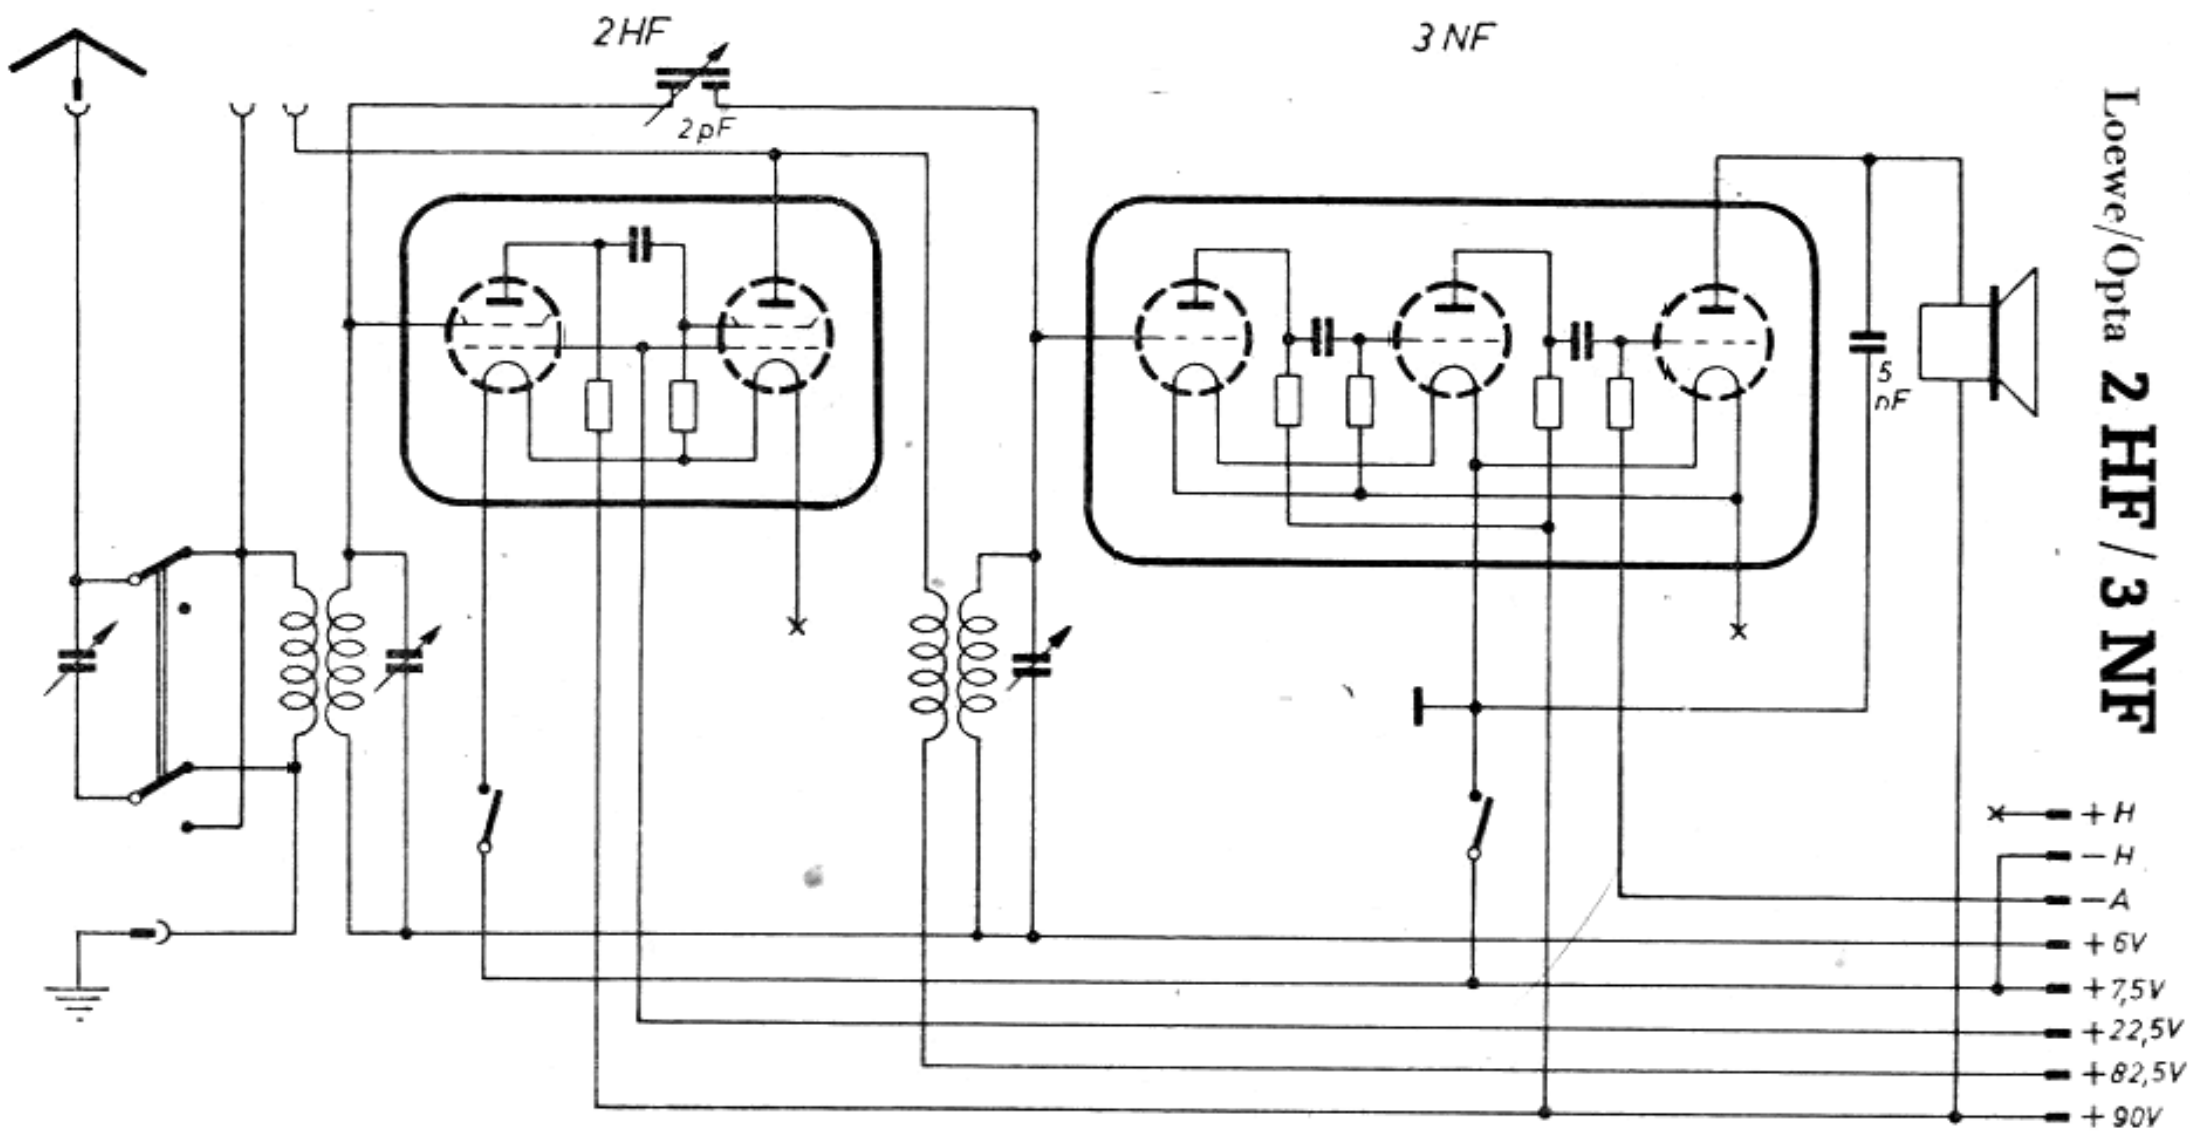 2HF
3 NF
2pF
5
nF
Loewe/Opta 2 HF / 3 NF
+ H
– H
– A
+ 6V
+ 7,5V
+ 22,5V
+ 82,5V
+ 90V